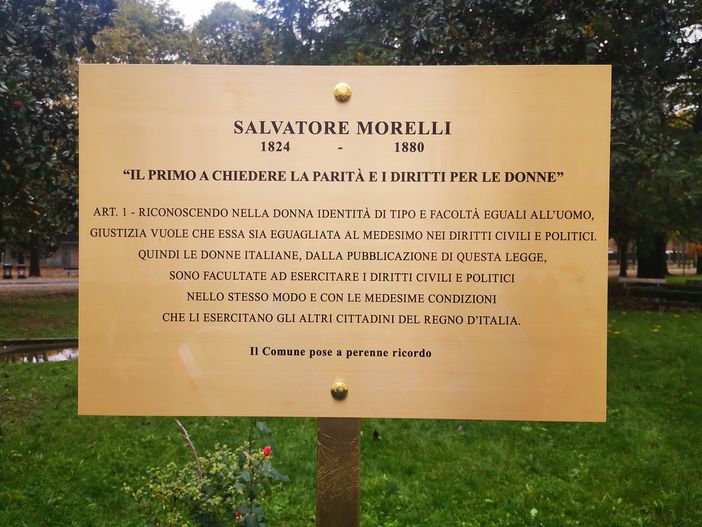 SALVATORE MORELLI
1824 - 1880
“IL PRIMO A CHIEDERE LA PARITÀ E I DIRITTI PER LE DONNE”
ART. 1 - RICONOSCENDO NELLA DONNA IDENTITÀ DI TIPO E FACOLTÀ EGUALI ALL’UOMO,
GIUSTIZIA VUOLE CHE ESSA SIA EGUAGLIATA AL MEDESIMO NEI DIRITTI CIVILI E POLITICI.
QUINDI LE DONNE ITALIANE, DALLA PUBBLICAZIONE DI QUESTA LEGGE,
SONO FACULTATE AD ESERCITARE I DIRITTI CIVILI E POLITICI
NELLO STESSO MODO E CON LE MEDESIME CONDIZIONI
CHE LI ESERCITANO GLI ALTRI CITTADINI DEL REGNO D’ITALIA.
Il Comune pose a perenne ricordo